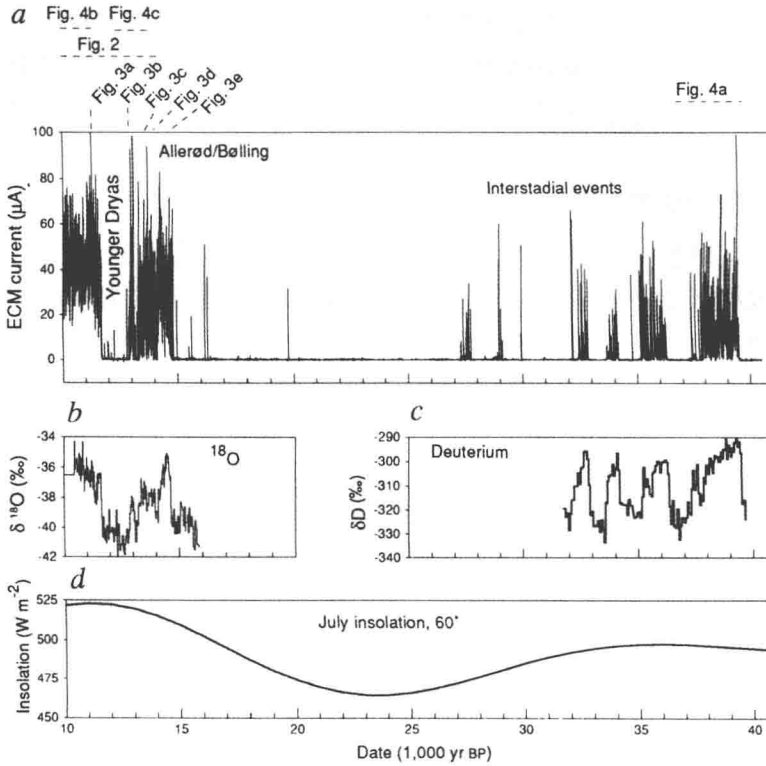 a
Fig. 4b Fig. 4c
Fig. 2
Fig. 3a
Fig. 3b
Fig. 3c
Fig. 3d
Fig. 3e
Fig. 4a
100
80
60
40
20
0
ECM current (µA)
Younger Dryas
Allerød/Bølling
Interstadial events
20
30
40
b
-34
-36
-38
-40
-42
δ ¹⁸O (‰)
¹⁸O
c
-290
-300
-320
-340
δD (‰)
Deuterium
d
525
500
475
450
Insolation (W m⁻²)
July insolation, 60°
10 15 20 25 30 35 40
Date (1,000 yr BP)